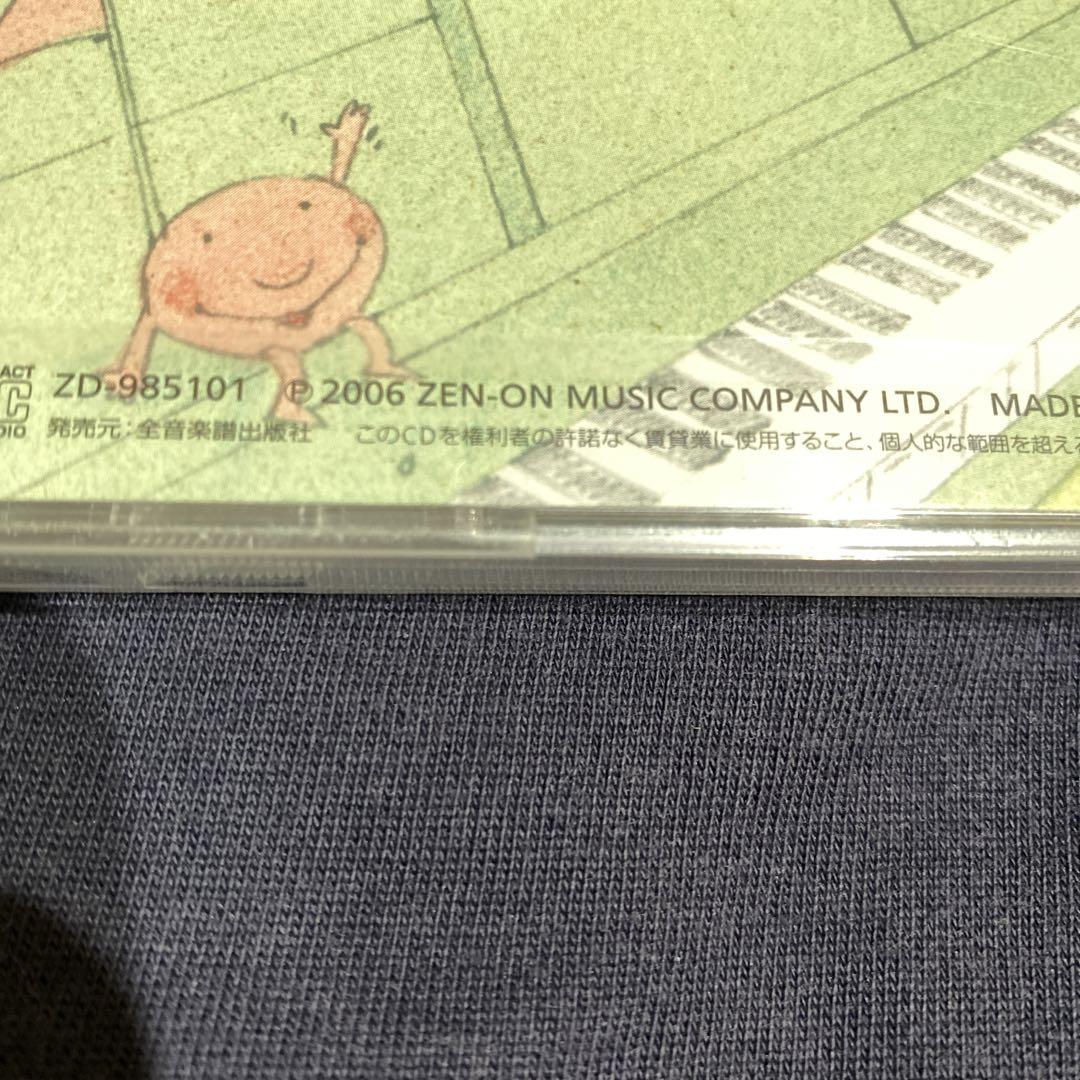 ZD-985101 ℗ 2006 ZEN-ON MUSIC COMPANY LTD. MADE
発売元:全音楽譜出版社 このCDを権利者の許諾なく賃貸業に使用すること、個人的な範囲を超える